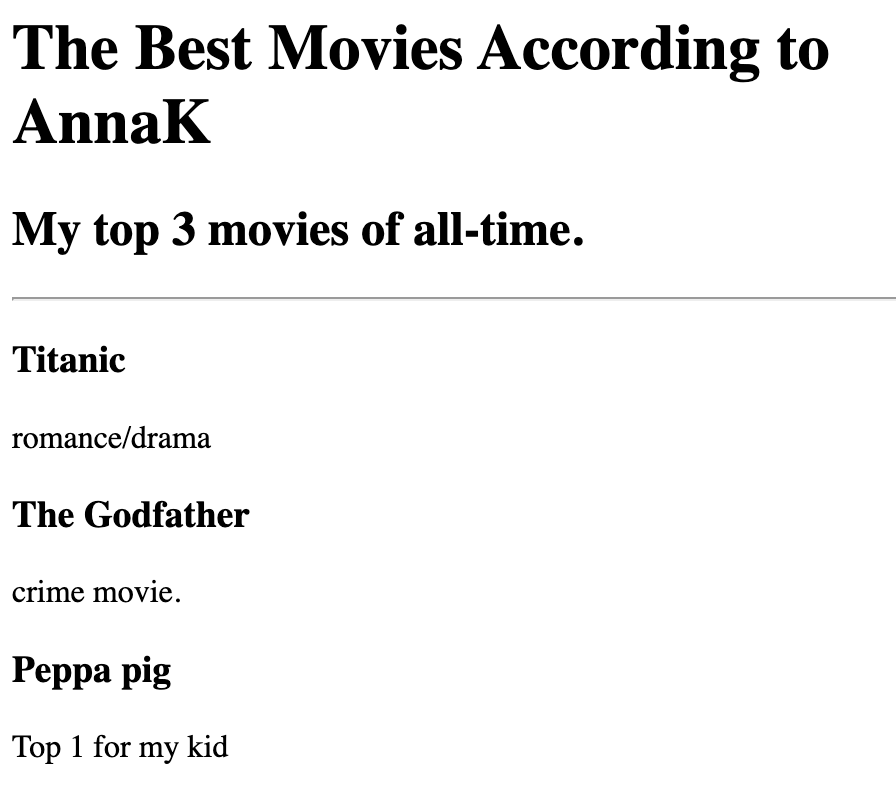 The Best Movies According to
AnnaK
My top 3 movies of all-time.
Titanic
romance/drama
The Godfather
crime movie.
Peppa pig
Top 1 for my kid